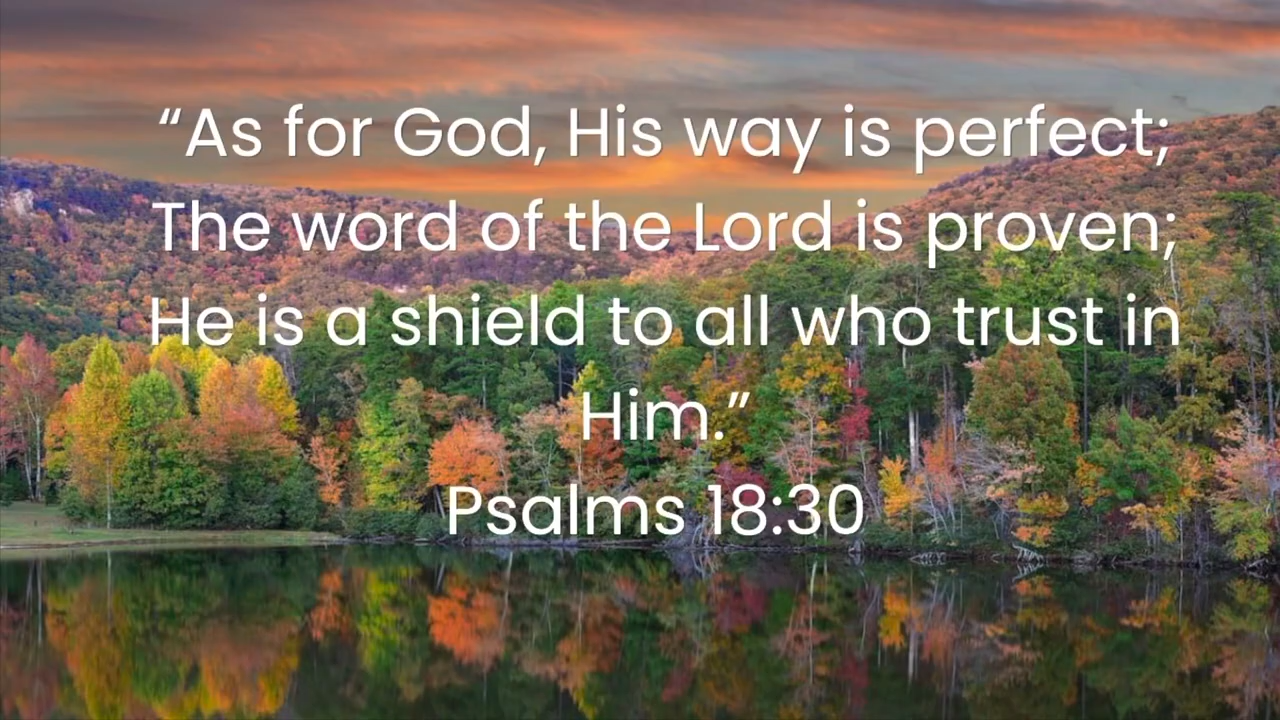 “As for God, His way is perfect;
The word of the Lord is proven;
He is a shield to all who trust in
Him.”
Psalms 18:30